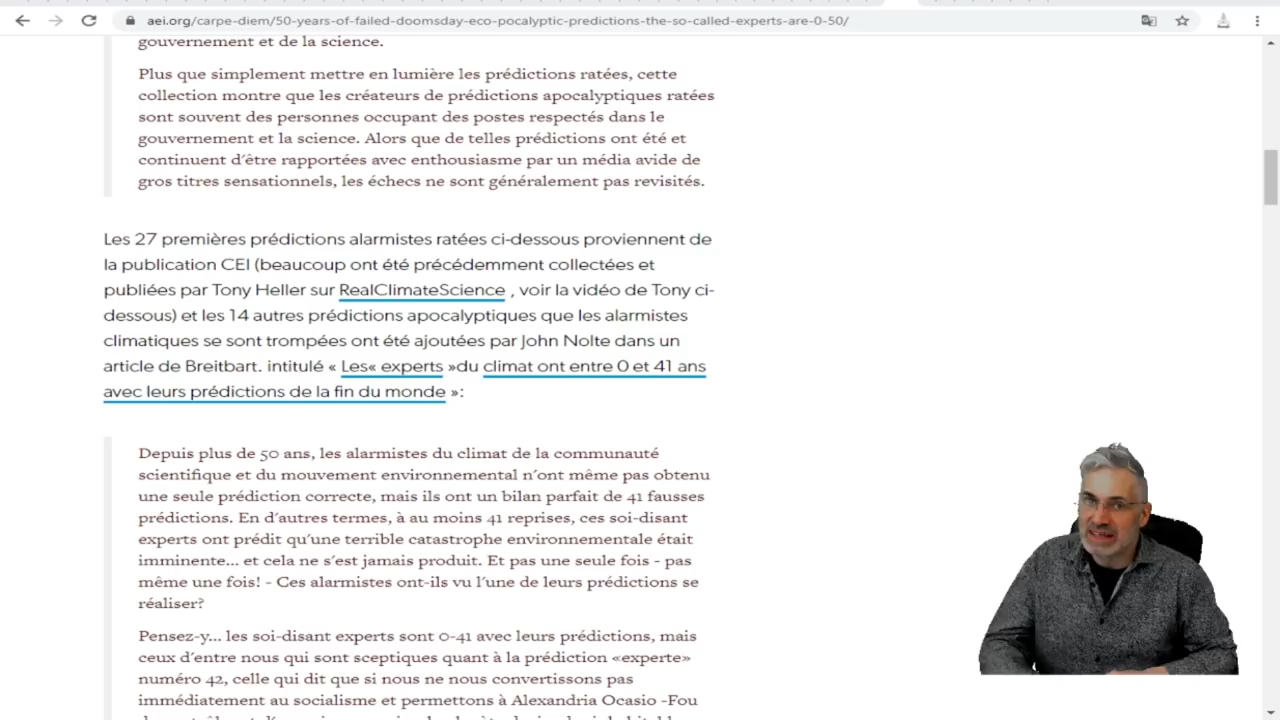 aei.org/carpe-diem/50-years-of-failed-doomsday-eco-pocalyptic-predictions-the-so-called-experts-are-0-50/
gouvernement et de la science.
Plus que simplement mettre en lumière les prédictions ratées, cette
collection montre que les créateurs de prédictions apocalyptiques ratées
sont souvent des personnes occupant des postes respectés dans le
gouvernement et la science. Alors que de telles prédictions ont été et
continuent d'être rapportées avec enthousiasme par un média avide de
gros titres sensationnels, les échecs ne sont généralement pas revisités.
Les 27 premières prédictions alarmistes ratées ci-dessous proviennent de
la publication CEI (beaucoup ont été précédemment collectées et
publiées par Tony Heller sur RealClimateScience , voir la vidéo de Tony ci-
dessous) et les 14 autres prédictions apocalyptiques que les alarmistes
climatiques se sont trompées ont été ajoutées par John Nolte dans un
article de Breitbart. intitulé « Les« experts »du climat ont entre 0 et 41 ans
avec leurs prédictions de la fin du monde »:
Depuis plus de 50 ans, les alarmistes du climat de la communauté
scientifique et du mouvement environnemental n'ont même pas obtenu
une seule prédiction correcte, mais ils ont un bilan parfait de 41 fausses
prédictions. En d'autres termes, à au moins 41 reprises, ces soi-disant
experts ont prédit qu'une terrible catastrophe environnementale était
imminente... et cela ne s'est jamais produit. Et pas une seule fois - pas
même une fois! - Ces alarmistes ont-ils vu l'une de leurs prédictions se
réaliser?
Pensez-y... les soi-disant experts sont 0-41 avec leurs prédictions, mais
ceux d'entre nous qui sont sceptiques quant à la prédiction «experte»
numéro 42, celle qui dit que si nous ne nous convertissons pas
immédiatement au socialisme et permettons à Alexandria Ocasio -Fou